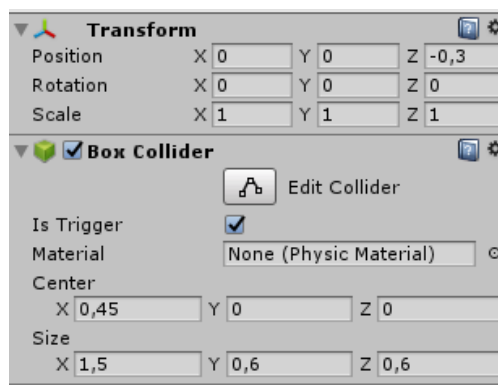 Transform
Position X 0 Y 0 Z -0,3
Rotation X 0 Y 0 Z 0
Scale X 1 Y 1 Z 1
Box Collider
Edit Collider
Is Trigger
Material None (Physic Material)
Center
X 0,45 Y 0 Z 0
Size
X 1,5 Y 0,6 Z 0,6